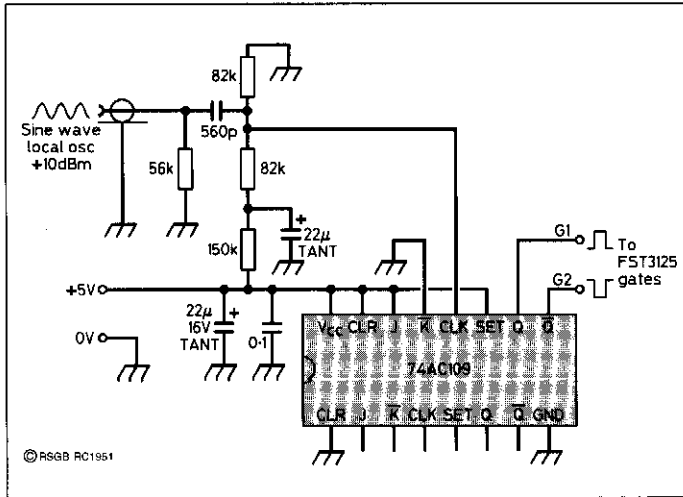 82k
560p
Sine wave
local osc
+10dBm
56k
82k
+
22µ
TANT
150k
G1
To
FST3125
gates
G2
+5V
22µ
16V
TANT
+
0·1
0V
VCC CLR J K̅ CLK SET Q Q̅
74AC109
CLR J K̅ CLK SET Q Q̅ GND
©RSGB RC1951